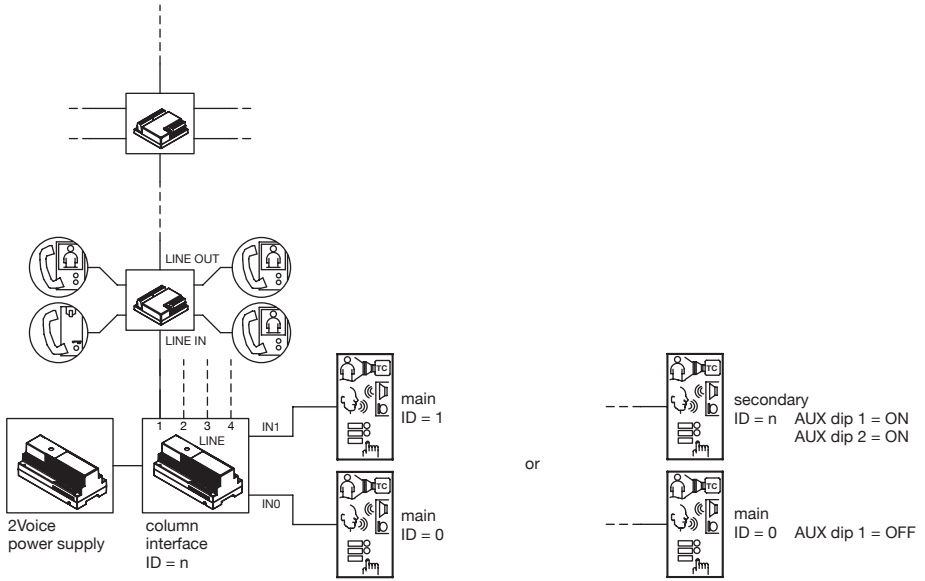 LINE OUT
LINE IN
1 2 3 4
LINE
IN1
IN0
TC
main
ID = 1
TC
main
ID = 0
2Voice
power supply
column
interface
ID = n
or
TC
secondary
ID = n AUX dip 1 = ON
AUX dip 2 = ON
TC
main
ID = 0 AUX dip 1 = OFF